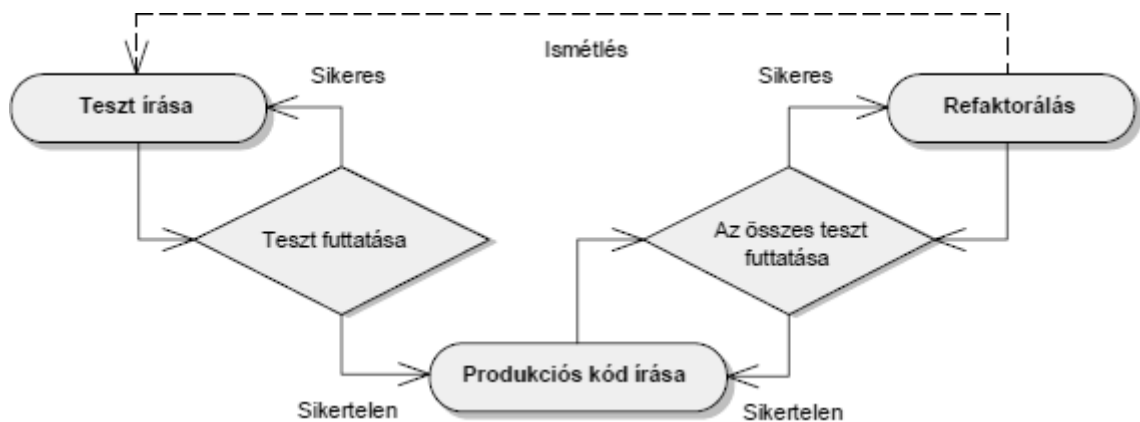 Ismétlés
Sikeres
Sikeres
Teszt írása
Refaktorálás
Teszt futtatása
Az összes teszt
futtatása
Produkciós kód írása
Sikertelen
Sikertelen